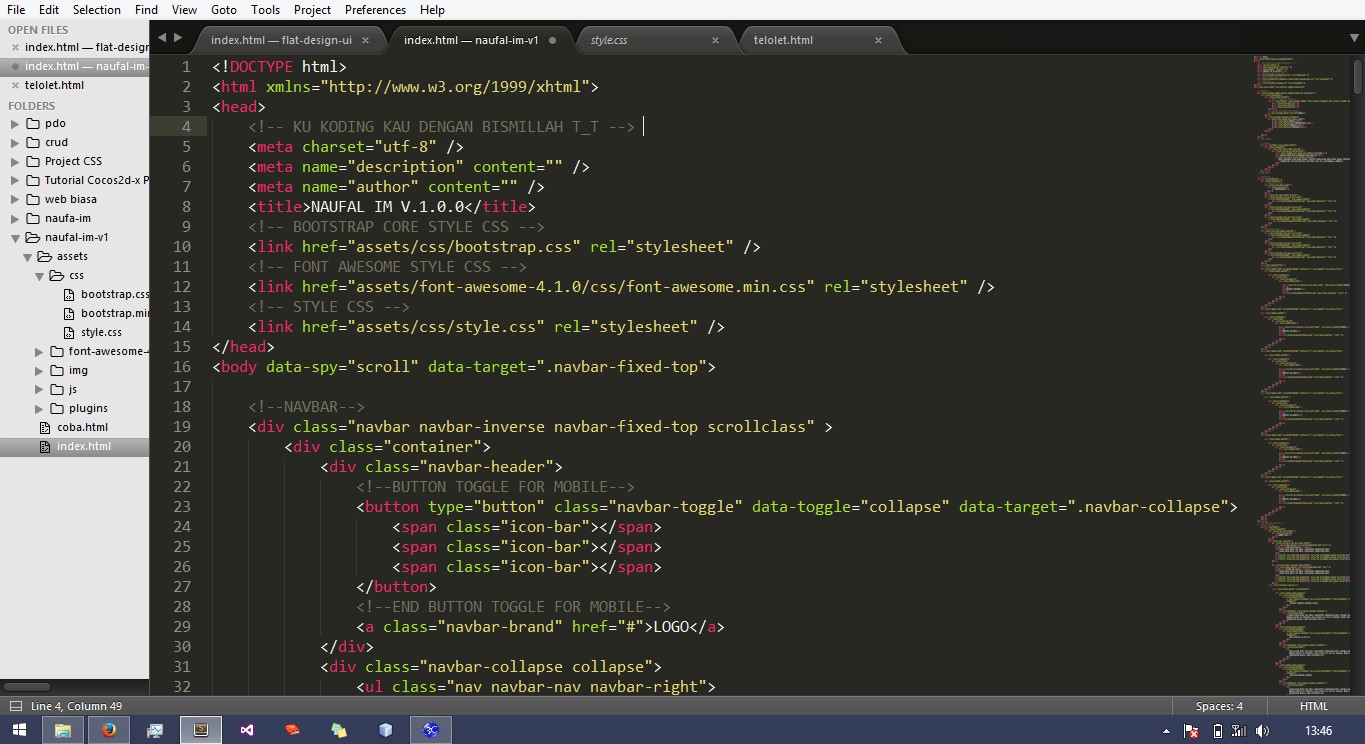 File Edit Selection Find View Goto Tools Project Preferences Help
OPEN FILES
index.html — flat-design
index.html — naufal-im-
telolet.html
FOLDERS
pdo
crud
Project CSS
Tutorial Cocos2d-x P
web biasa
naufa-im
naufal-im-v1
assets
css
bootstrap.css
bootstrap.mi
style.css
font-awesome-
img
js
plugins
coba.html
index.html
index.html — flat-design-ui
index.html — naufal-im-v1
style.css
telolet.html
1 <!DOCTYPE html>
2 <html xmlns="http://www.w3.org/1999/xhtml">
3 <head>
4 <!-- KU KODING KAU DENGAN BISMILLAH T_T -->
5 <meta charset="utf-8" />
6 <meta name="description" content="" />
7 <meta name="author" content="" />
8 <title>NAUFAL IM V.1.0.0</title>
9 <!-- BOOTSTRAP CORE STYLE CSS -->
10 <link href="assets/css/bootstrap.css" rel="stylesheet" />
11 <!-- FONT AWESOME STYLE CSS -->
12 <link href="assets/font-awesome-4.1.0/css/font-awesome.min.css" rel="stylesheet" />
13 <!-- STYLE CSS -->
14 <link href="assets/css/style.css" rel="stylesheet" />
15 </head>
16 <body data-spy="scroll" data-target=".navbar-fixed-top">
17
18 <!--NAVBAR-->
19 <div class="navbar navbar-inverse navbar-fixed-top scrollclass" >
20 <div class="container">
21 <div class="navbar-header">
22 <!--BUTTON TOGGLE FOR MOBILE-->
23 <button type="button" class="navbar-toggle" data-toggle="collapse" data-target=".navbar-collapse">
24 <span class="icon-bar"></span>
25 <span class="icon-bar"></span>
26 <span class="icon-bar"></span>
27 </button>
28 <!--END BUTTON TOGGLE FOR MOBILE-->
29 <a class="navbar-brand" href="#">LOGO</a>
30 </div>
31 <div class="navbar-collapse collapse">
32 <ul class="nav navbar-nav navbar-right">
Line 4, Column 49
Spaces: 4
HTML
13:46